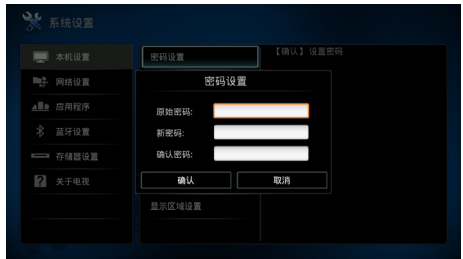 系统设置
本机设置
网络设置
应用程序
蓝牙设置
存储器设置
关于电视
密码设置
【确认】设置密码
密码设置
原始密码:
新密码:
确认密码:
确认
取消
显示区域设置